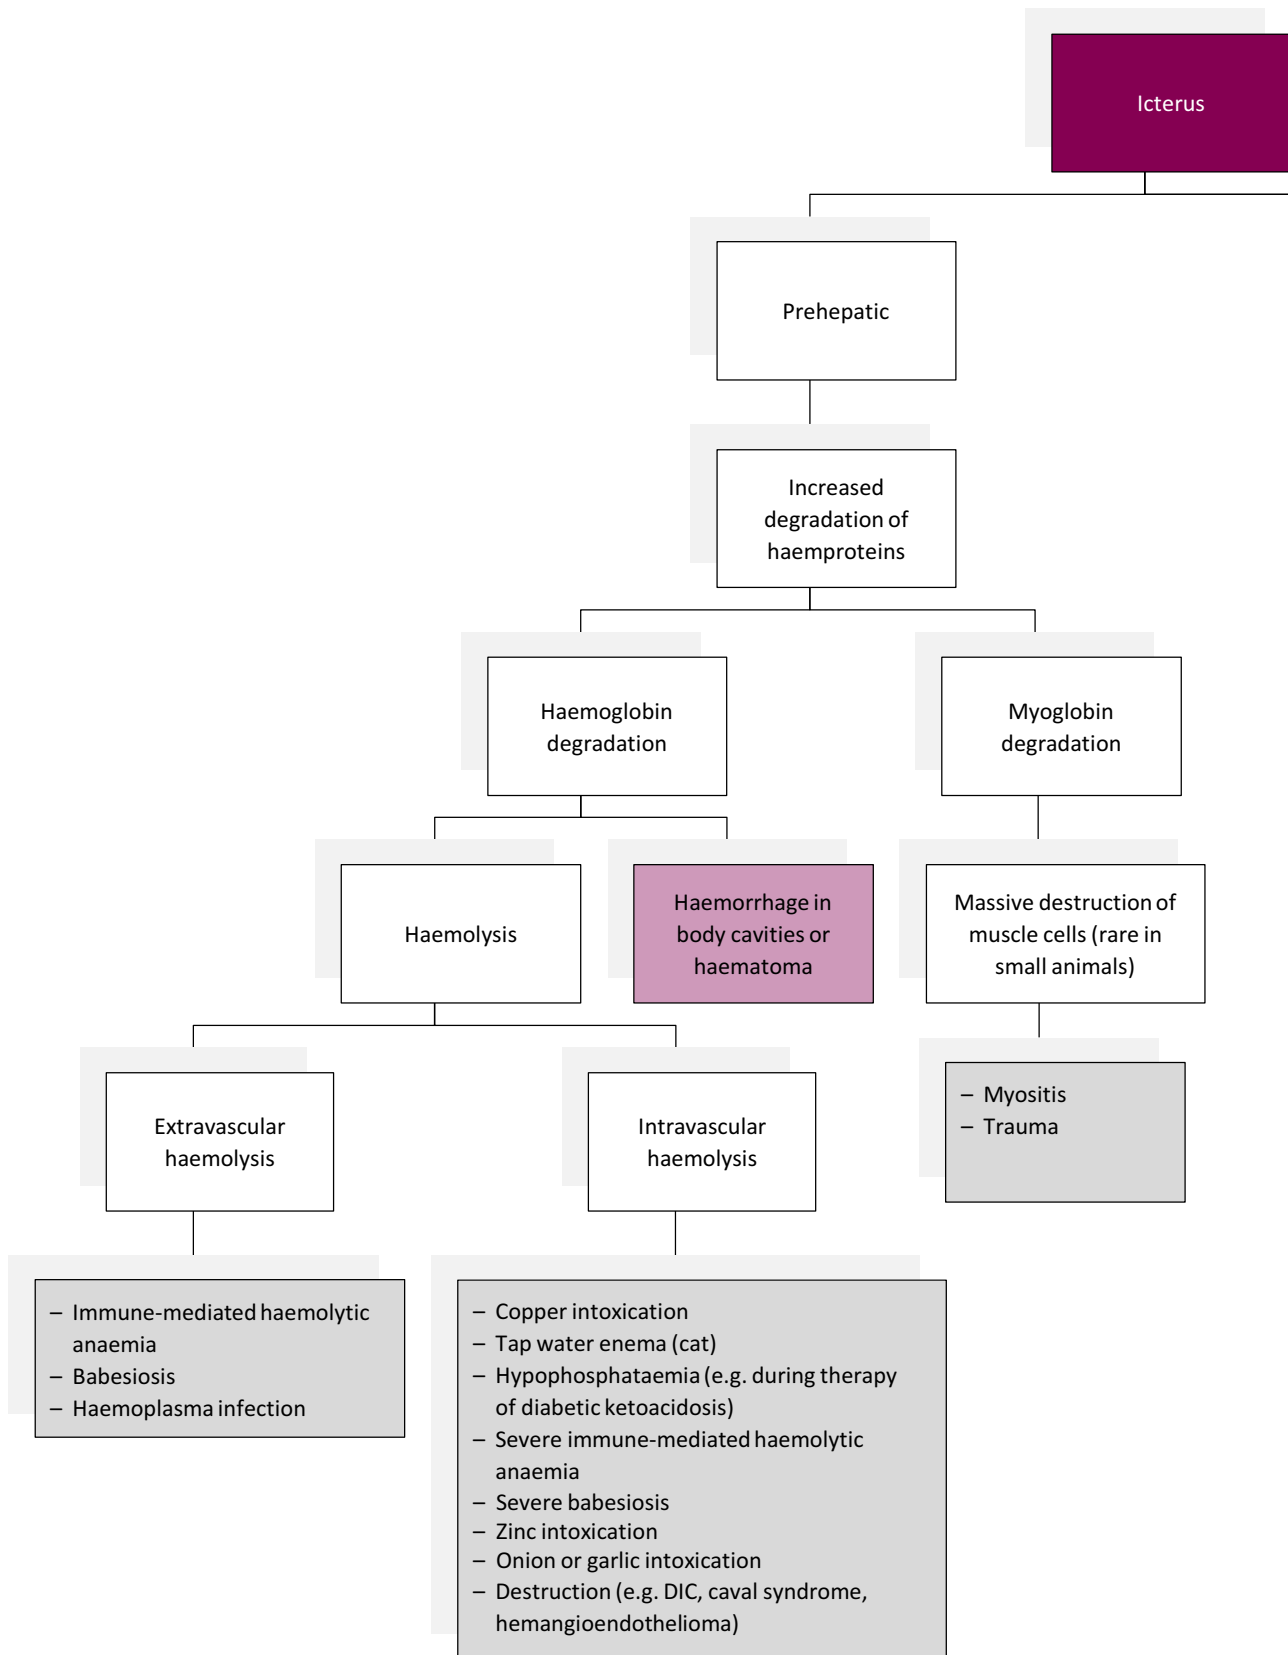 Icterus
Prehepatic
Increased
degradation of
haemproteins
Haemoglobin
degradation
Myoglobin
degradation
Haemolysis
Haemorrhage in
body cavities or
haematoma
Massive destruction of
muscle cells (rare in
small animals)
Extravascular
haemolysis
Intravascular
haemolysis
– Myositis
– Trauma
– Immune-mediated haemolytic
anaemia
– Babesiosis
– Haemoplasma infection
– Copper intoxication
– Tap water enema (cat)
– Hypophosphataemia (e.g. during therapy
of diabetic ketoacidosis)
– Severe immune-mediated haemolytic
anaemia
– Severe babesiosis
– Zinc intoxication
– Onion or garlic intoxication
– Destruction (e.g. DIC, caval syndrome,
hemangioendothelioma)